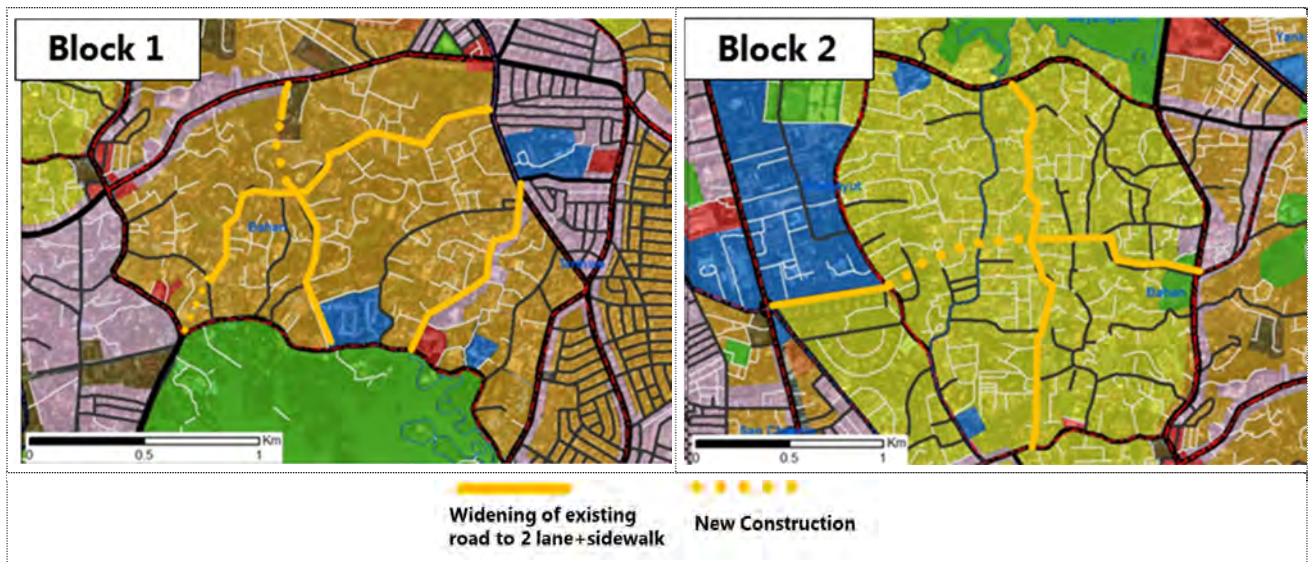 Block 1
Bahan
0 0.5 1 Km
Block 2
Bahan
0 0.5 1 Km
Widening of existing
road to 2 lane+sidewalk
New Construction